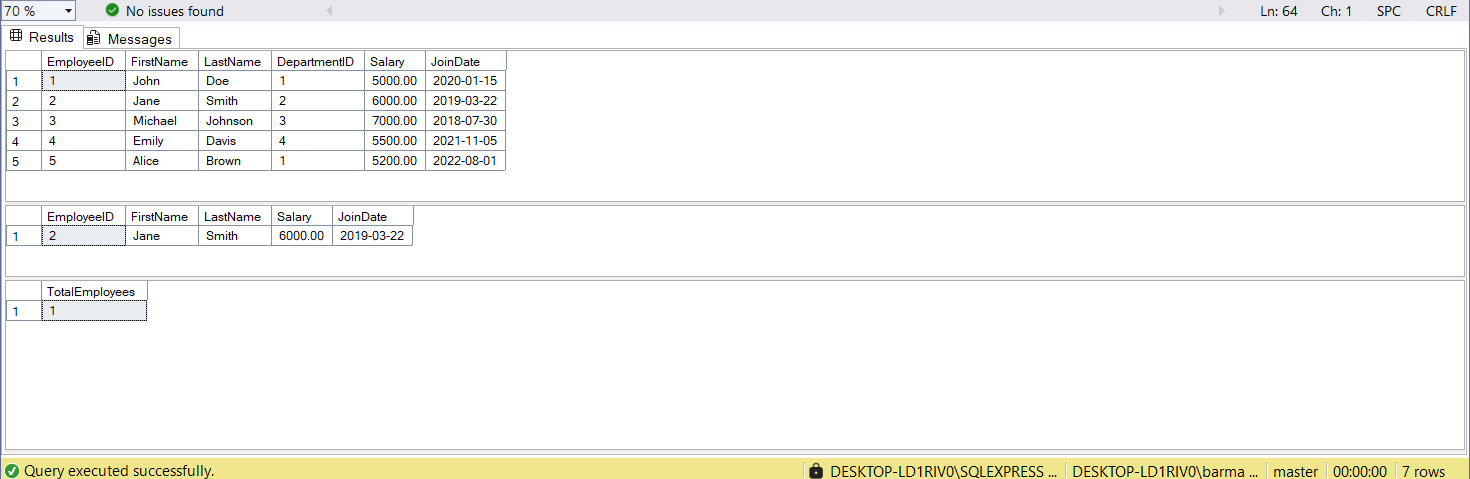 70 % No issues found Ln: 64 Ch: 1 SPC CRLF
Results Messages
EmployeeID FirstName LastName DepartmentID Salary JoinDate
1 1 John Doe 1 5000.00 2020-01-15
2 2 Jane Smith 2 6000.00 2019-03-22
3 3 Michael Johnson 3 7000.00 2018-07-30
4 4 Emily Davis 4 5500.00 2021-11-05
5 5 Alice Brown 1 5200.00 2022-08-01
EmployeeID FirstName LastName Salary JoinDate
1 2 Jane Smith 6000.00 2019-03-22
TotalEmployees
1 1
Query executed successfully. DESKTOP-LD1RIV0\SQLEXPRESS ... DESKTOP-LD1RIV0\barma ... master 00:00:00 7 rows